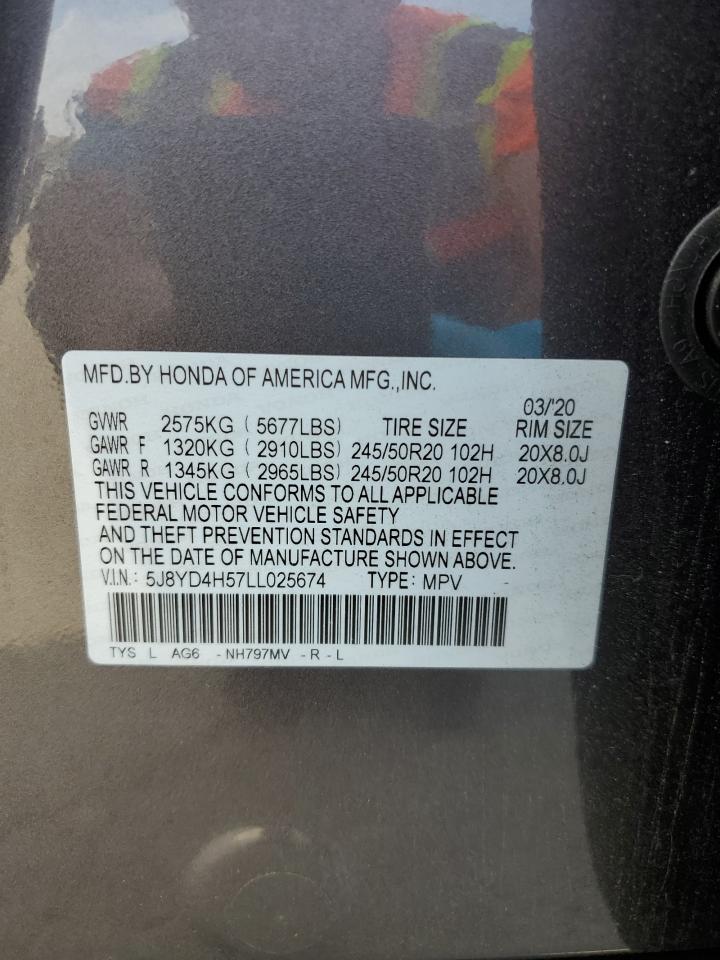 MFD.BY HONDA OF AMERICA MFG.,INC.
03/'20
GVWR 2575KG ( 5677LBS) TIRE SIZE RIM SIZE
GAWR F 1320KG ( 2910LBS) 245/50R20 102H 20X8.0J
GAWR R 1345KG ( 2965LBS) 245/50R20 102H 20X8.0J
THIS VEHICLE CONFORMS TO ALL APPLICABLE
FEDERAL MOTOR VEHICLE SAFETY
AND THEFT PREVENTION STANDARDS IN EFFECT
ON THE DATE OF MANUFACTURE SHOWN ABOVE.
V.I.N.: 5J8YD4H57LL025674 TYPE: MPV
TYS L AG6 -NH797MV -R -L